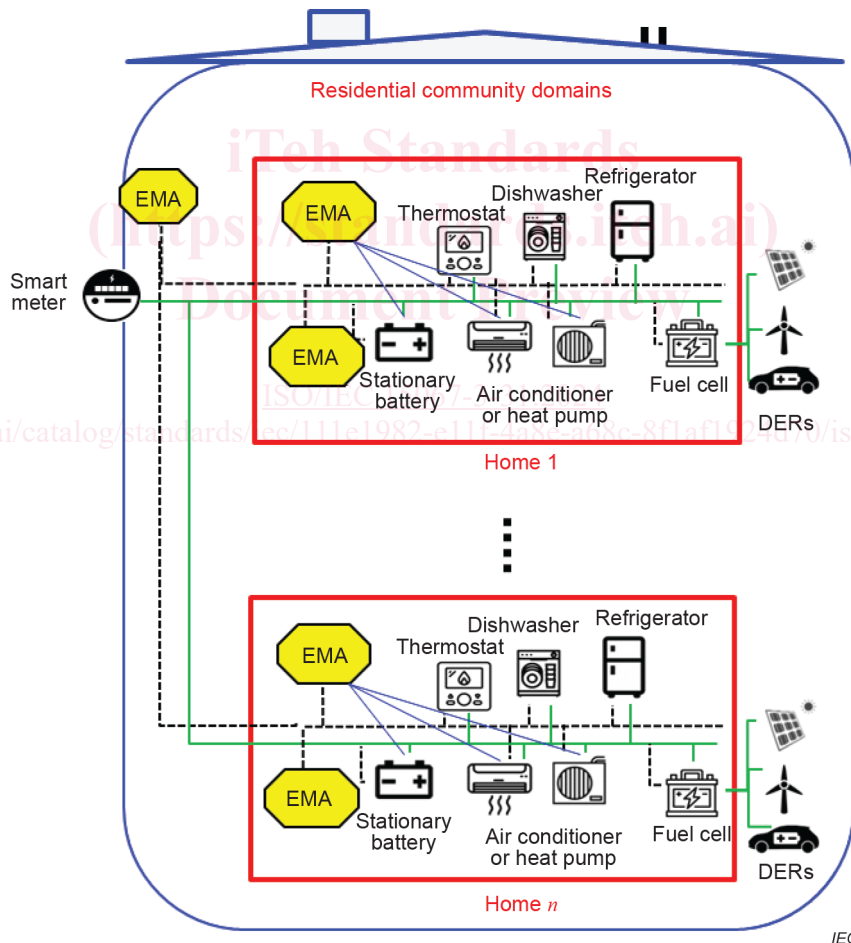 Residential community domains
iTeh Standards
(https://standards.iteh.ai)
Document Preview
EMA
EMA
Thermostat
Dishwasher
Refrigerator
Smart
meter
EMA
Stationary
battery
Air conditioner
or heat pump
Fuel cell
DERs
Home 1
EMA
Thermostat
Dishwasher
Refrigerator
EMA
Stationary
battery
Air conditioner
or heat pump
Fuel cell
DERs
Home n
IEC